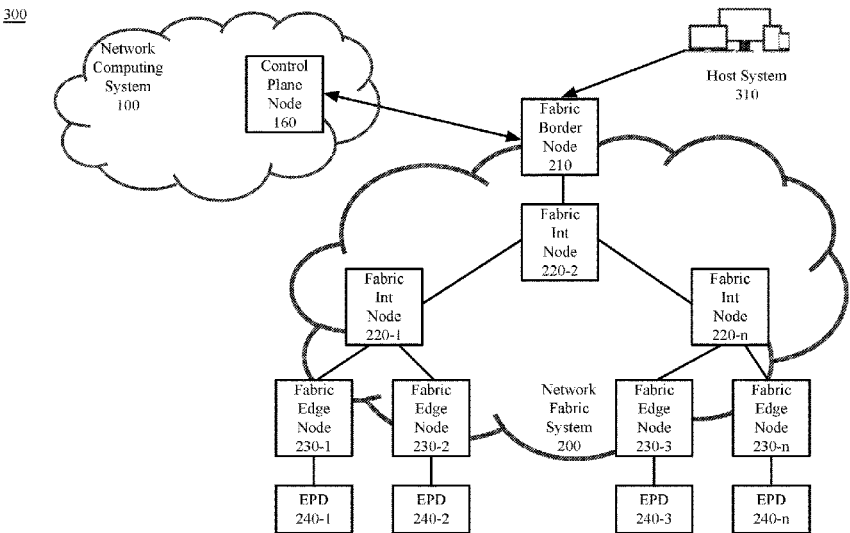 300
Network
Computing
System
100
Control
Plane
Node
160
Host System
310
Fabric
Border
Node
210
Fabric
Int
Node
220-2
Fabric
Int
Node
220-1
Fabric
Int
Node
220-n
Fabric
Edge
Node
230-1
Fabric
Edge
Node
230-2
Network
Fabric
System
200
Fabric
Edge
Node
230-3
Fabric
Edge
Node
230-n
EPD
240-1
EPD
240-2
EPD
240-3
EPD
240-n